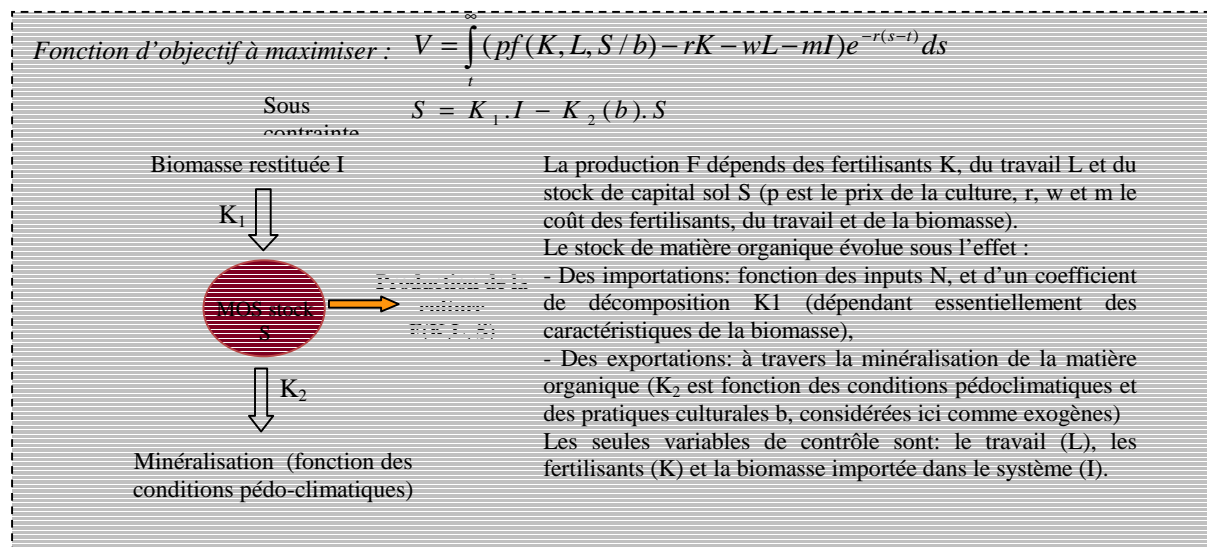 Fonction d'objectif à maximiser : V = ∫_t^∞ (pf(K, L, S / b) − rK − wL − mI)e^{−r(s−t)} ds
Sous
contrainte
S = K₁.I − K₂(b).S
Biomasse restituée I
K₁
MOS stock
S
Production de la
culture
F(K, L, S)
K₂
Minéralisation (fonction des
conditions pédo-climatiques)
La production F dépends des fertilisants K, du travail L et du
stock de capital sol S (p est le prix de la culture, r, w et m le
coût des fertilisants, du travail et de la biomasse).
Le stock de matière organique évolue sous l'effet :
- Des importations: fonction des inputs N, et d'un coefficient
de décomposition K1 (dépendant essentiellement des
caractéristiques de la biomasse),
- Des exportations: à travers la minéralisation de la matière
organique (K₂ est fonction des conditions pédoclimatiques et
des pratiques culturales b, considérées ici comme exogènes)
Les seules variables de contrôle sont: le travail (L), les
fertilisants (K) et la biomasse importée dans le système (I).